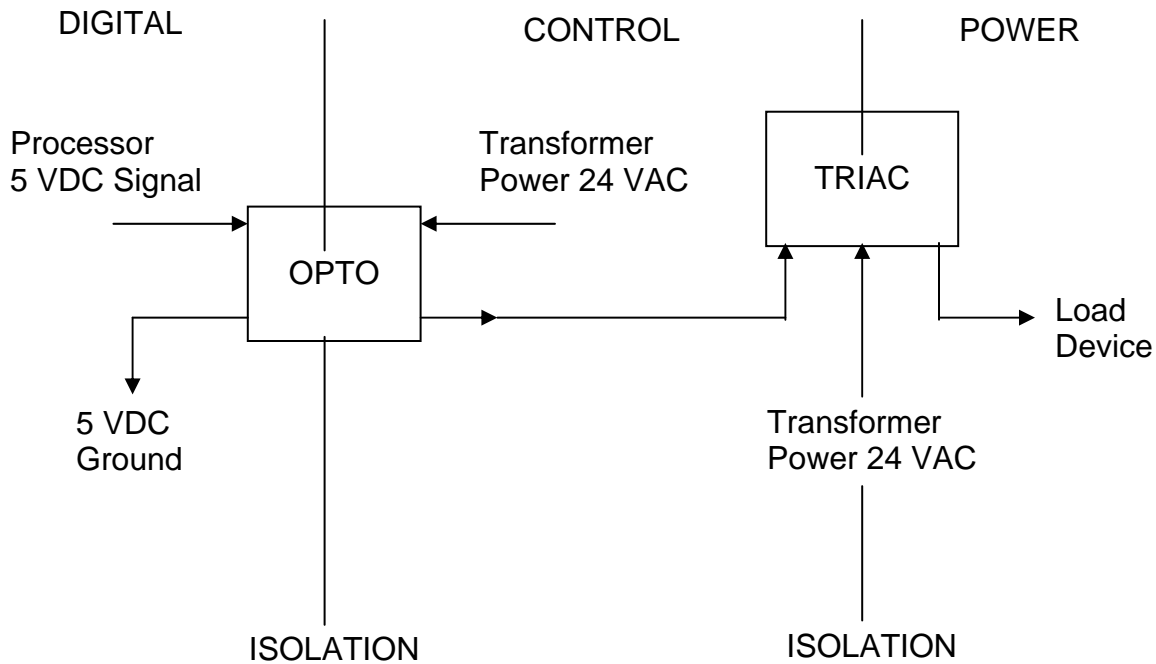 DIGITAL
CONTROL
POWER
Processor
5 VDC Signal
Transformer
Power 24 VAC
TRIAC
OPTO
Load
Device
5 VDC
Ground
Transformer
Power 24 VAC
ISOLATION
ISOLATION